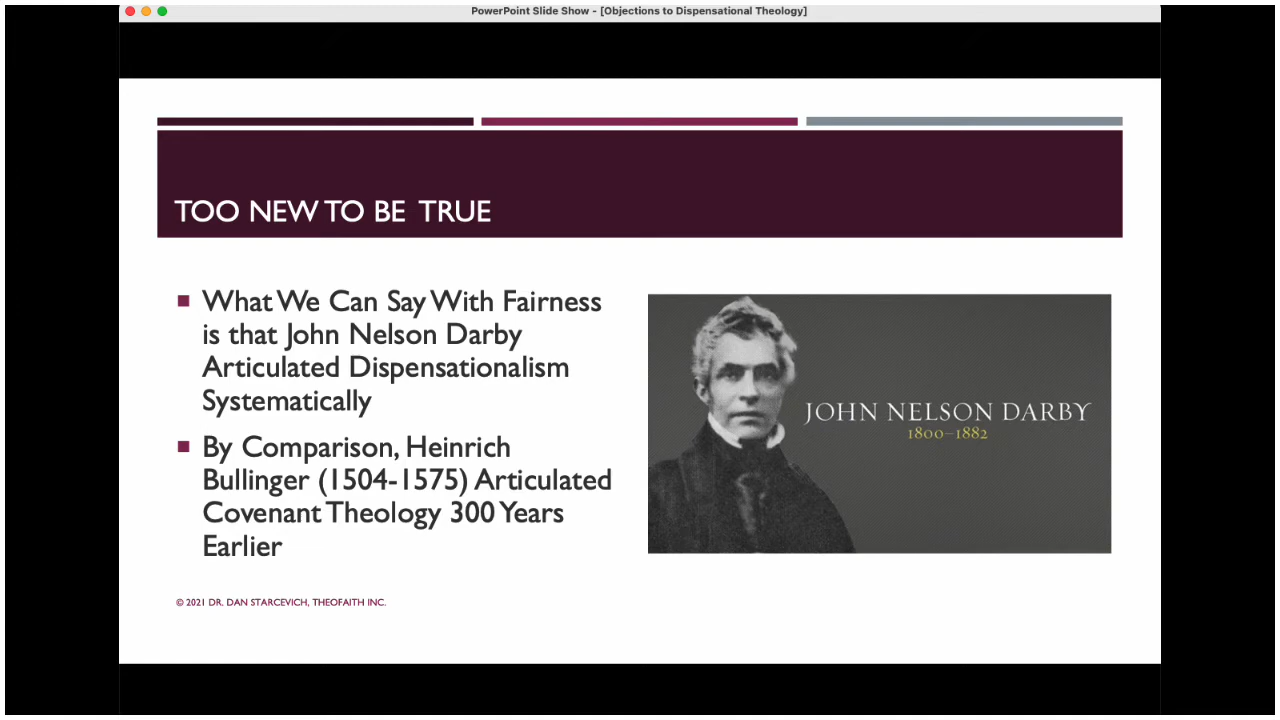 PowerPoint Slide Show - [Objections to Dispensational Theology]
TOO NEW TO BE TRUE
What We Can Say With Fairness
is that John Nelson Darby
Articulated Dispensationalism
Systematically
By Comparison, Heinrich
Bullinger (1504-1575) Articulated
Covenant Theology 300 Years
Earlier
JOHN NELSON DARBY
1800–1882
© 2021 DR. DAN STARCEVICH, THEOFAITH INC.